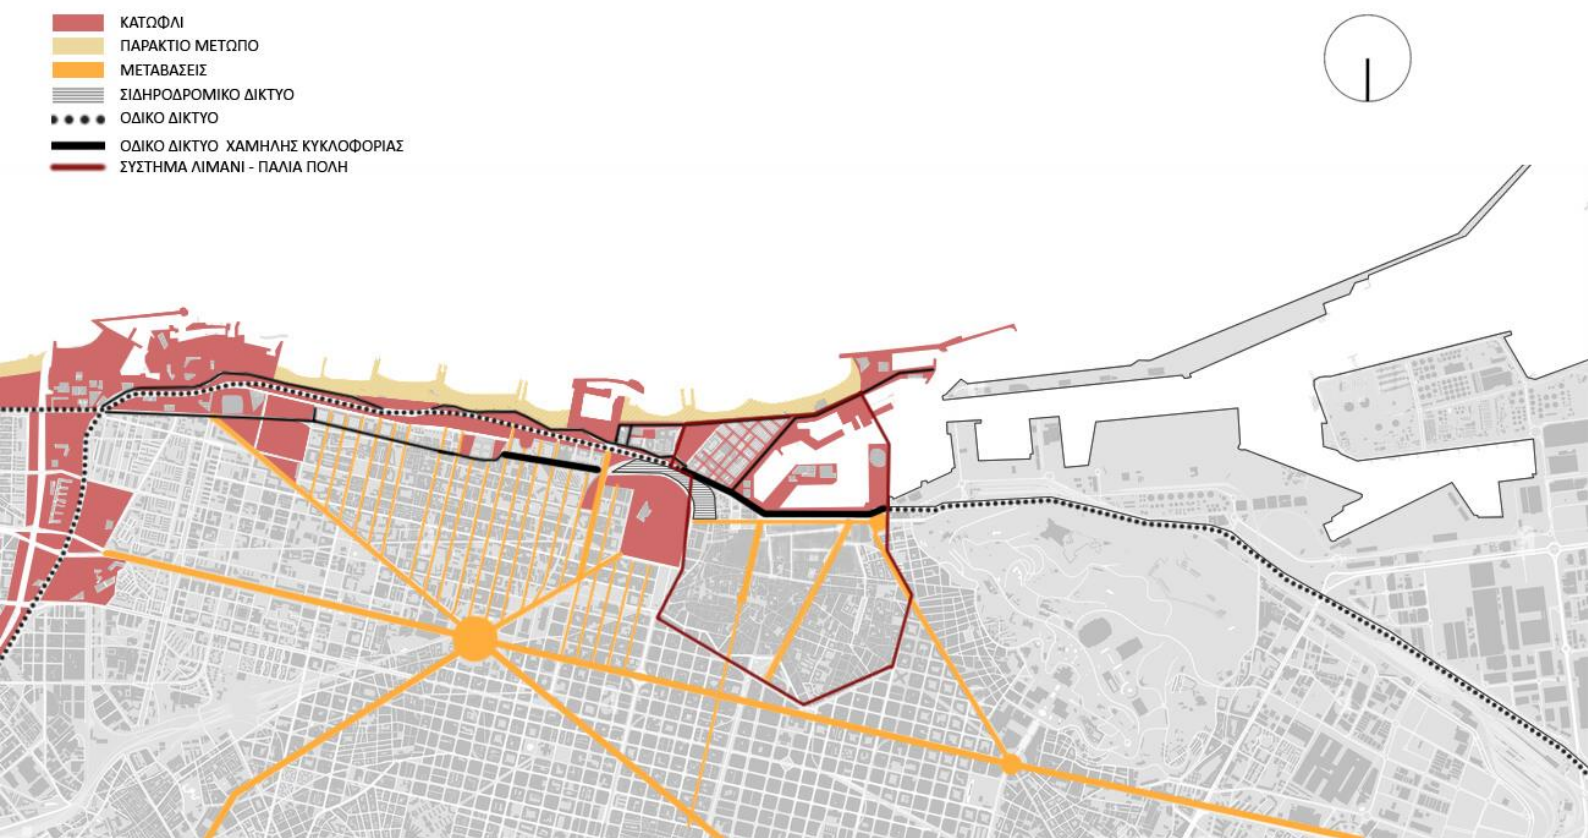 ΚΑΤΩΦΛΙ
ΠΑΡΑΚΤΙΟ ΜΕΤΩΠΟ
ΜΕΤΑΒΑΣΕΙΣ
ΣΙΔΗΡΟΔΡΟΜΙΚΟ ΔΙΚΤΥΟ
ΟΔΙΚΟ ΔΙΚΤΥΟ
ΟΔΙΚΟ ΔΙΚΤΥΟ ΧΑΜΗΛΗΣ ΚΥΚΛΟΦΟΡΙΑΣ
ΣΥΣΤΗΜΑ ΛΙΜΑΝΙ - ΠΑΛΙΑ ΠΟΛΗ